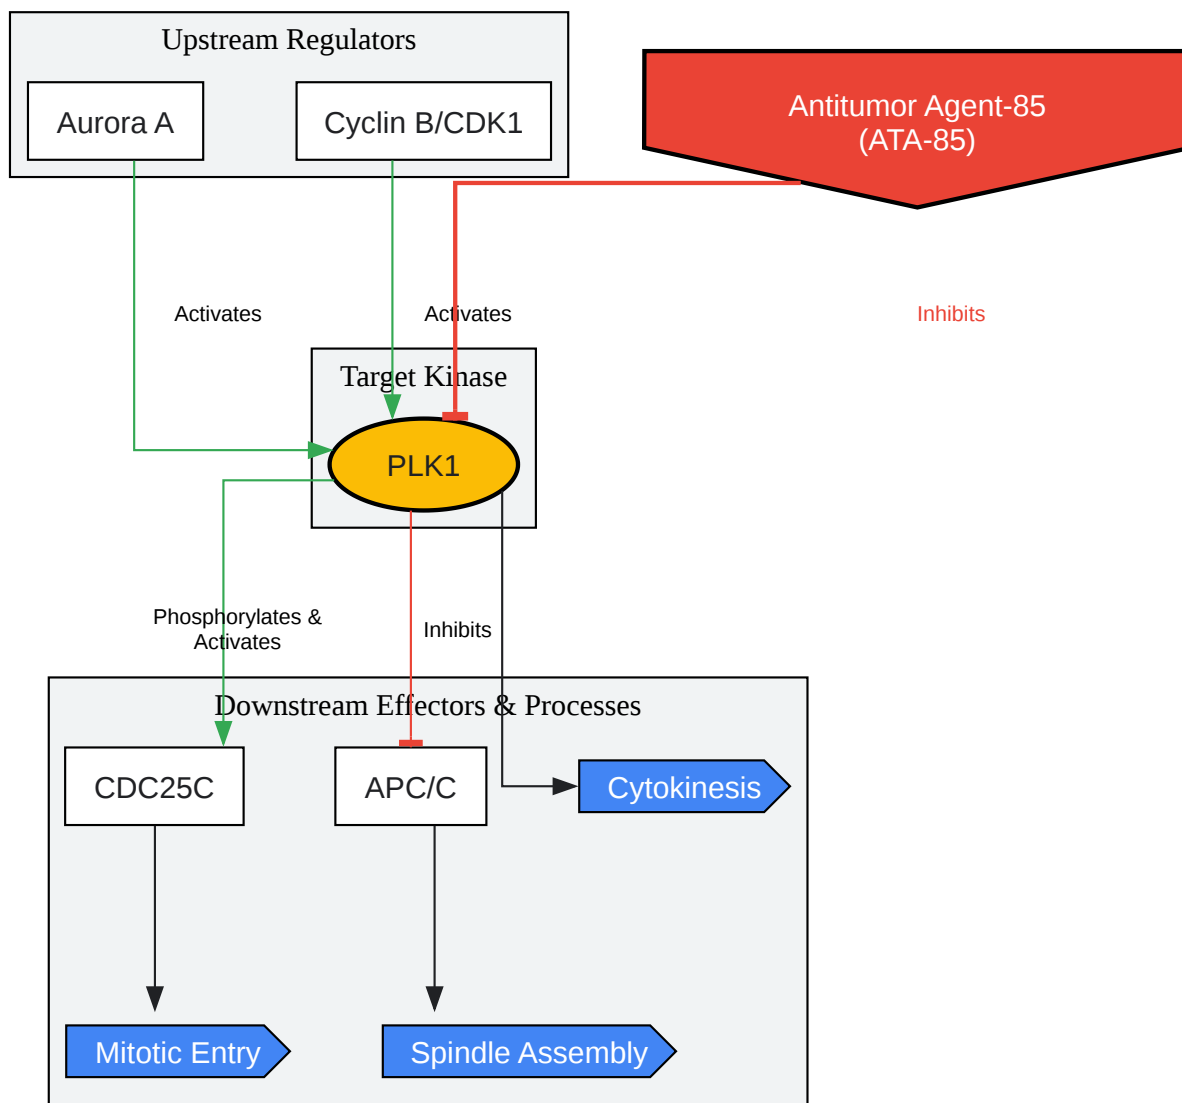 Upstream Regulators
Aurora A
Cyclin B/CDK1
Antitumor Agent-85
(ATA-85)
Activates
Activates
Inhibits
Target Kinase
PLK1
Phosphorylates &
Activates
Inhibits
Downstream Effectors & Processes
CDC25C
APC/C
Cytokinesis
Mitotic Entry
Spindle Assembly